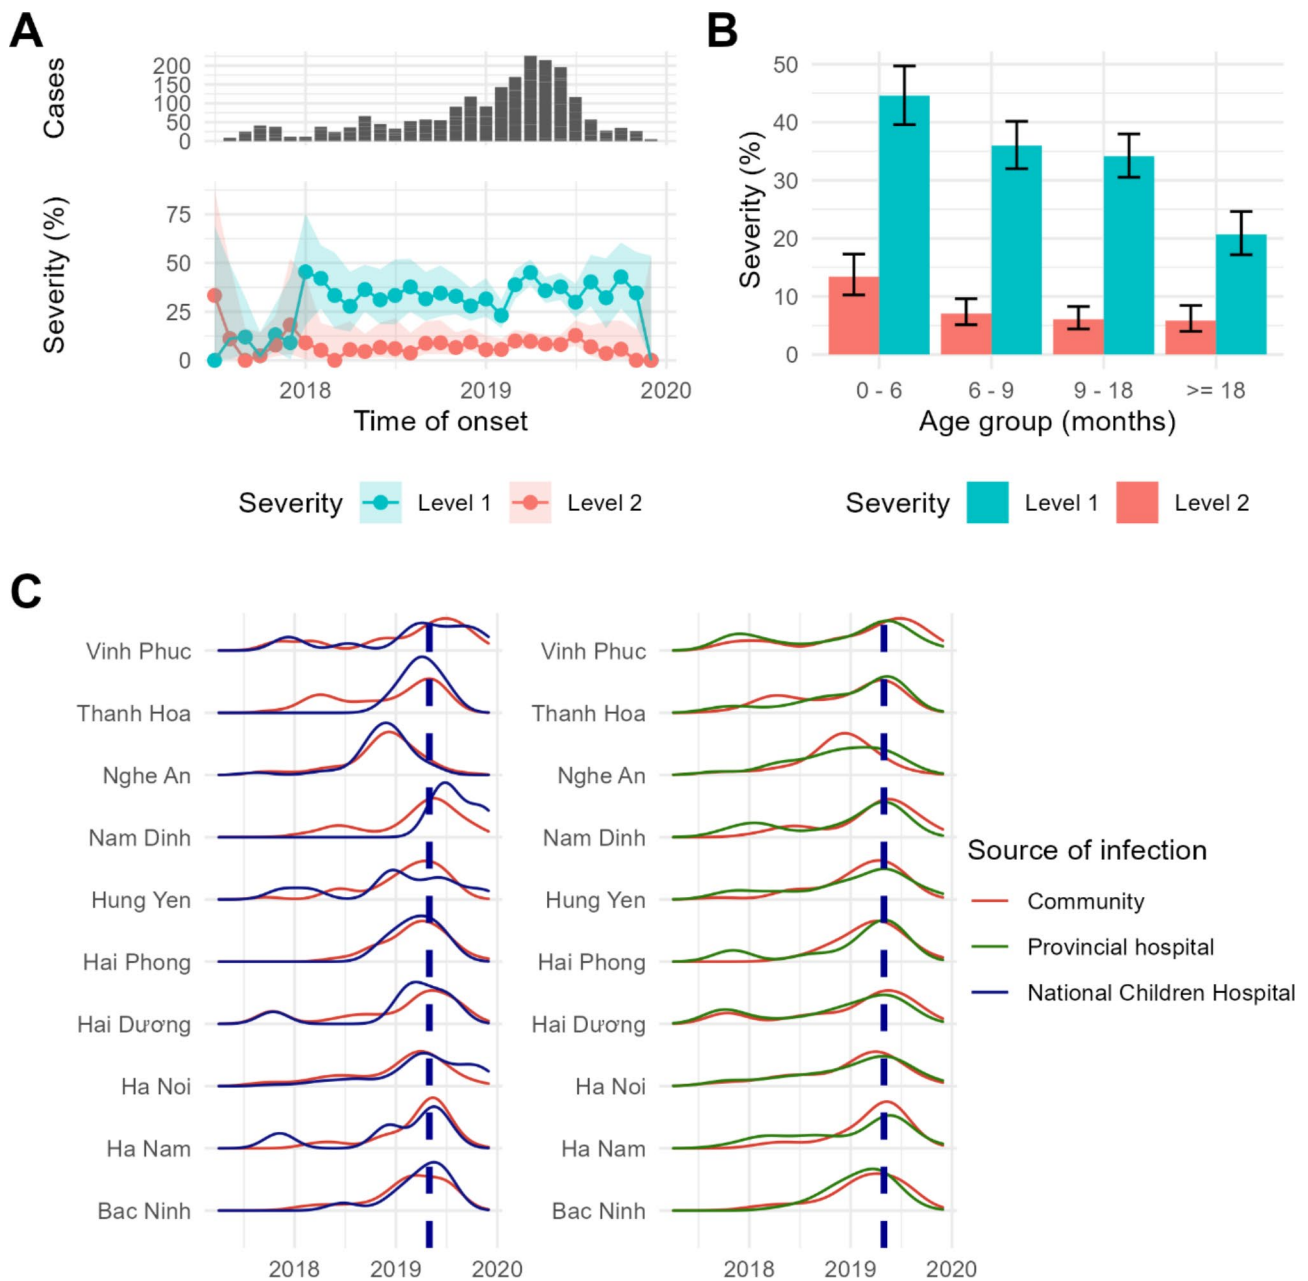 A
Cases
200
150
100
50
0
Severity (%)
75
50
25
0
2018 2019 2020
Time of onset
Severity Level 1 Level 2
B
Severity (%)
50
40
30
20
10
0
0 - 6 6 - 9 9 - 18 >= 18
Age group (months)
Severity Level 1 Level 2
C
Vinh Phuc
Thanh Hoa
Nghe An
Nam Dinh
Hung Yen
Hai Phong
Hai Dương
Ha Noi
Ha Nam
Bac Ninh
2018 2019 2020
Vinh Phuc
Thanh Hoa
Nghe An
Nam Dinh
Hung Yen
Hai Phong
Hai Dương
Ha Noi
Ha Nam
Bac Ninh
2018 2019 2020
Source of infection
Community
Provincial hospital
National Children Hospital